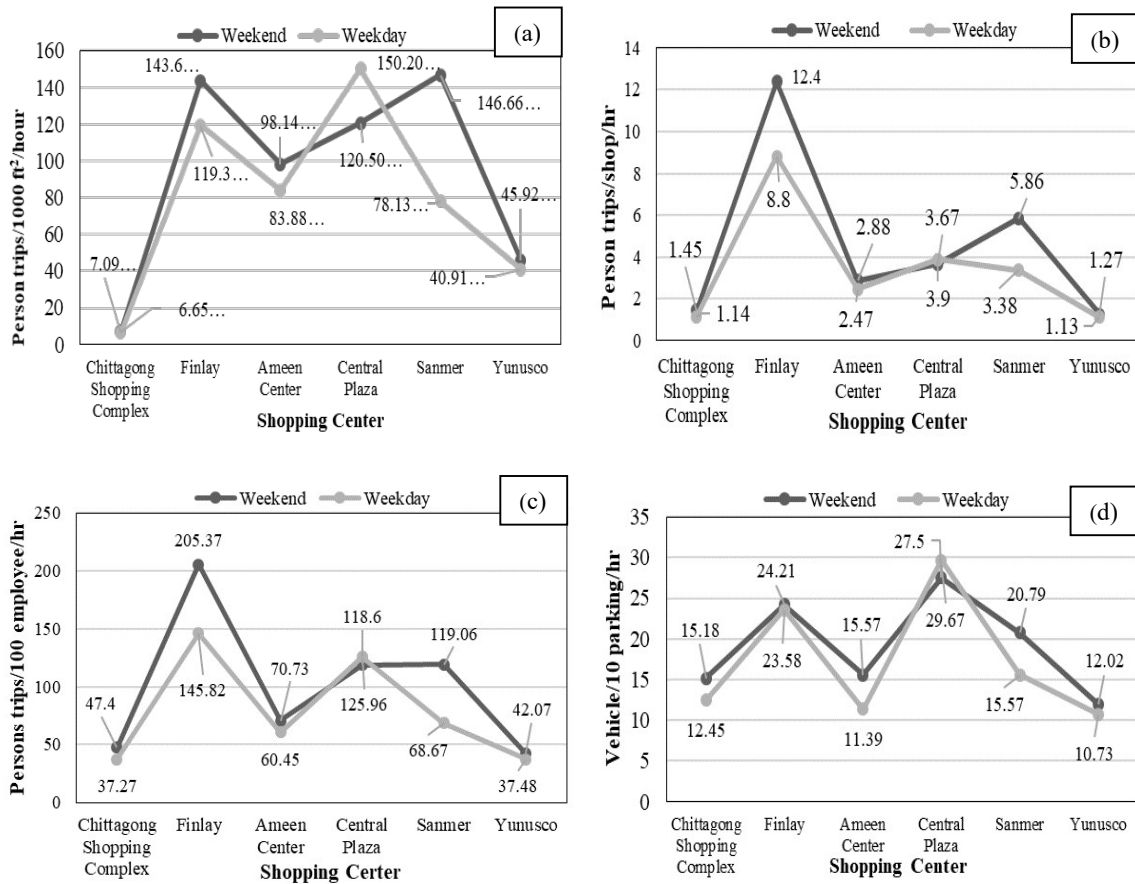 Weekend Weekday
(a)
Person trips/1000 ft²/hour
160
140
120
100
80
60
40
20
0
143.6…
150.20…
146.66…
98.14…
120.50…
119.3…
83.88…
78.13…
45.92…
40.91…
7.09…
6.65…
Chittagong Shopping Complex
Finlay
Ameen Center
Central Plaza
Sanmer
Yunusco
Shopping Center
Weekend Weekday
(b)
Person trips/shop/hr
14
12
10
8
6
4
2
0
12.4
8.8
5.86
1.45
2.88
3.67
1.27
1.14
2.47
3.9
3.38
1.13
Chittagong Shopping Complex
Finlay
Ameen Center
Central Plaza
Sanmer
Yunusco
Shopping Center
Weekend Weekday
(c)
Persons trips/100 employee/hr
250
200
150
100
50
0
205.37
118.6
119.06
145.82
70.73
125.96
47.4
42.07
60.45
68.67
37.27
37.48
Chittagong Shopping Complex
Finlay
Ameen Center
Central Plaza
Sanmer
Yunusco
Shopping Certer
Weekend Weekday
(d)
Vehicle/10 parking/hr
35
30
25
20
15
10
5
0
27.5
24.21
20.79
15.18
15.57
29.67
23.58
12.02
12.45
11.39
15.57
10.73
Chittagong Shopping Complex
Finlay
Ameen Center
Central Plaza
Sanmer
Yunusco
Shopping Center